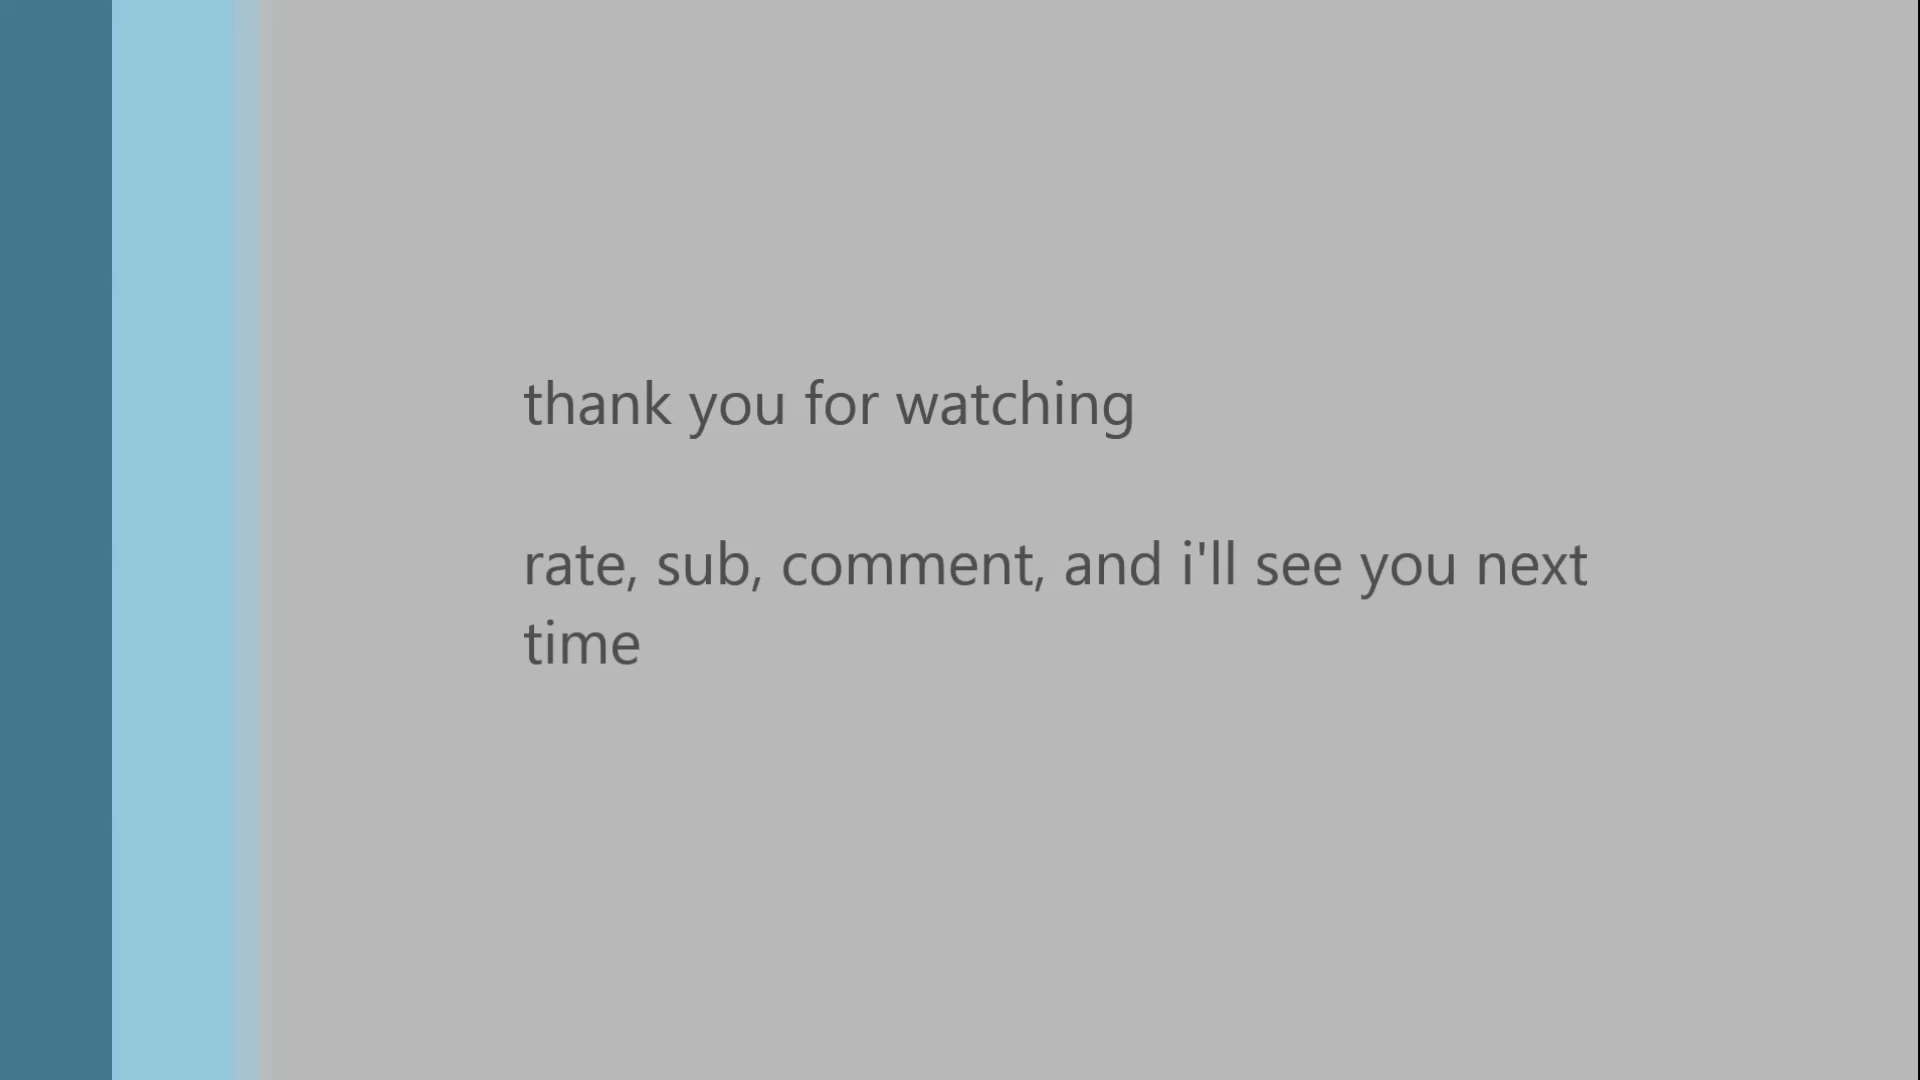 thank you for watching
rate, sub, comment, and i'll see you next
time